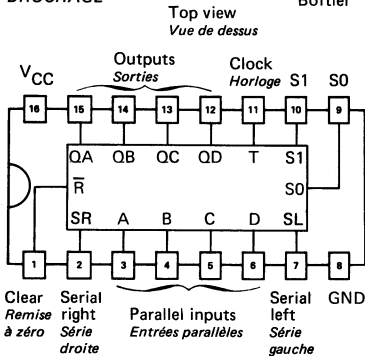 BROCHAGE
Boîtier
Top view
Vue de dessus
VCC
Outputs
Sorties
Clock
Horloge
S1
S0
16 15 14 13 12 11 10 9
QA QB QC QD T S1
R̅
S0
SR A B C D SL
1 2 3 4 5 6 7 8
Clear
Remise
à zéro
Serial
right
Série
droite
Parallel inputs
Entrées parallèles
Serial
left
Série
gauche
GND